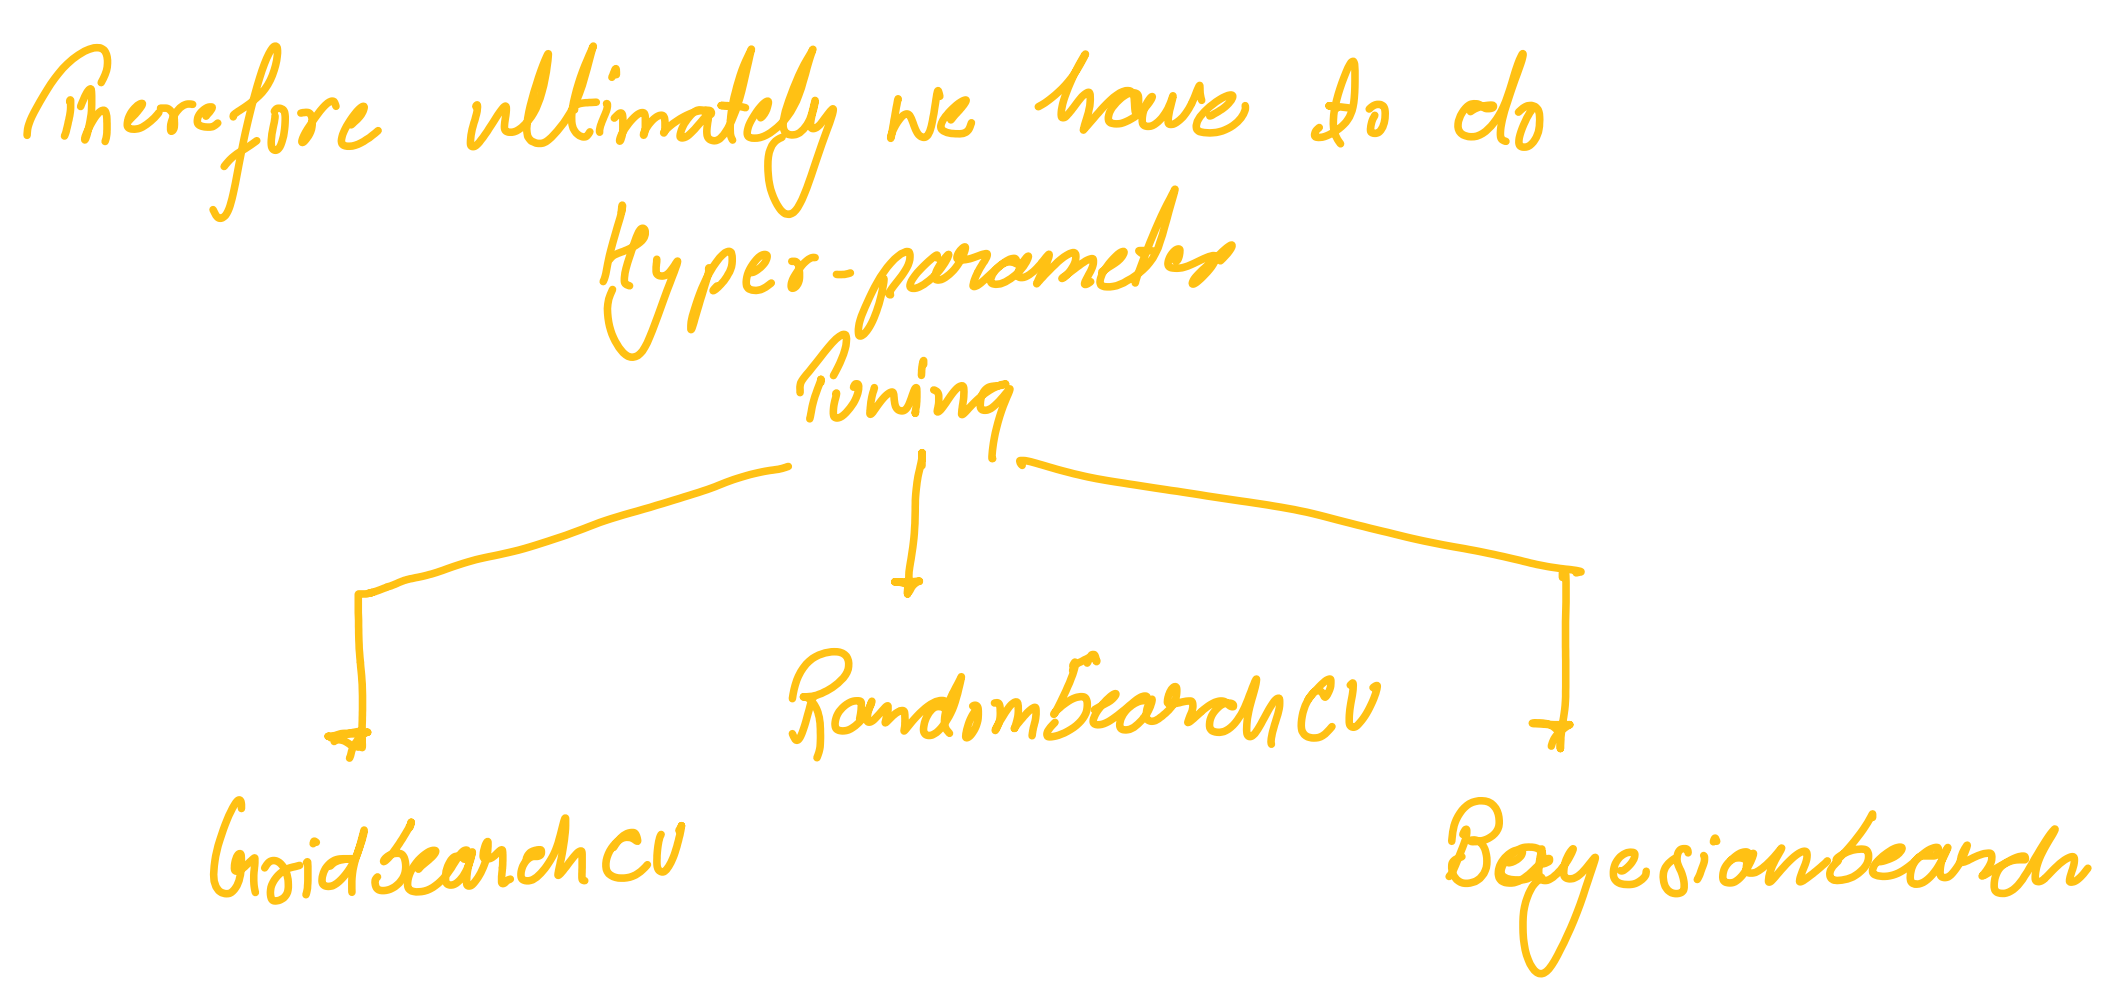 Therefore ultimately we have to do
Hyper-parameter
Tuning
RandomSearchCV
GridSearchCV
BayesianSearch